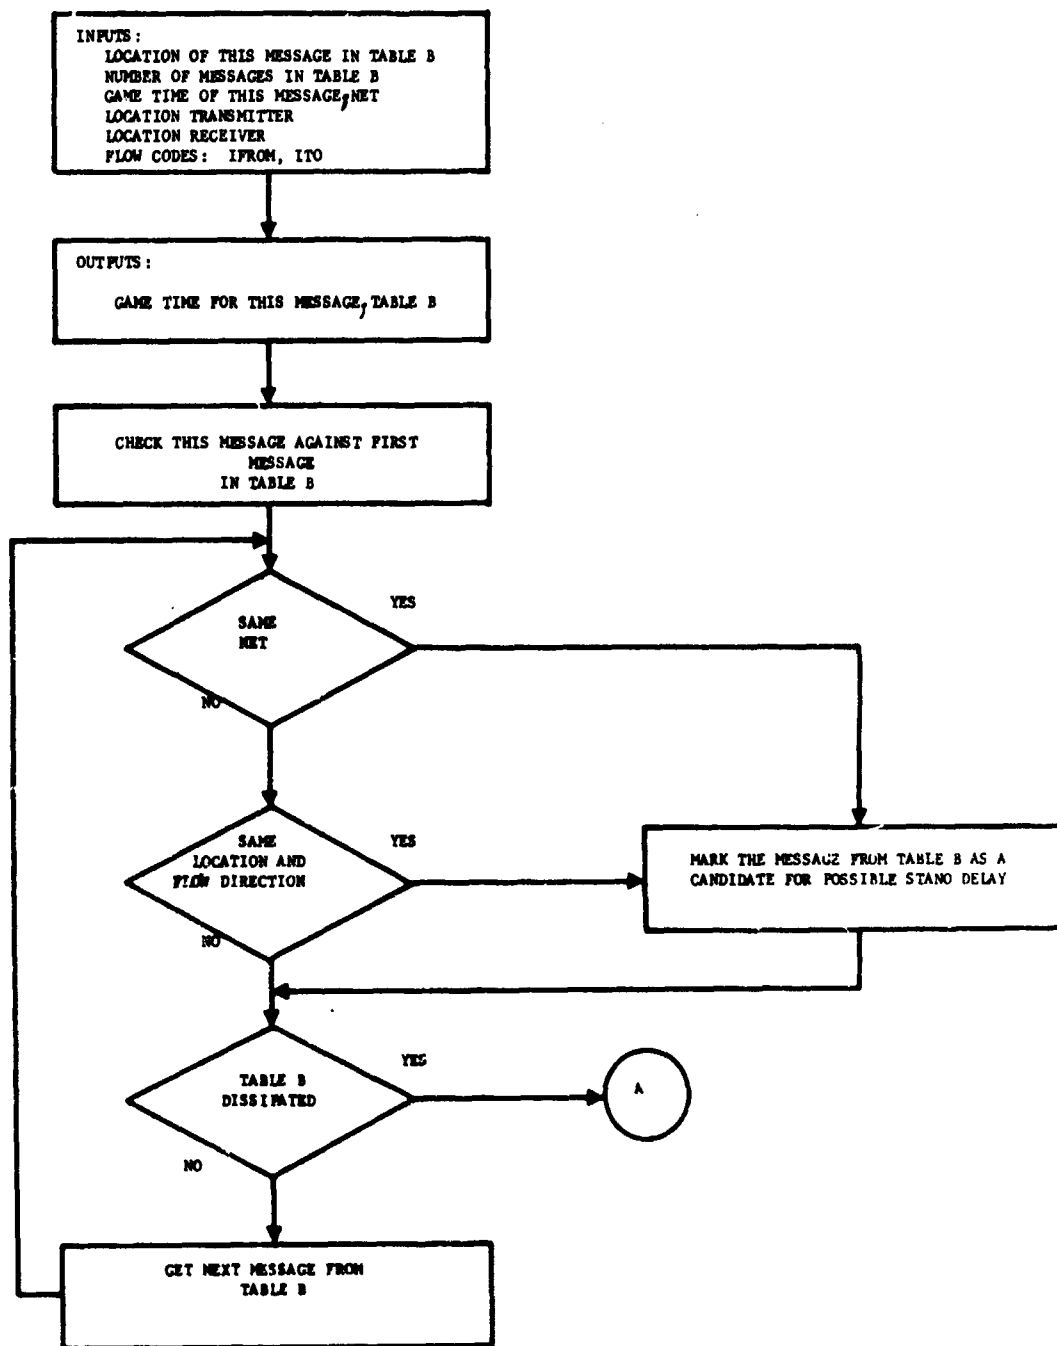 INPUTS:
LOCATION OF THIS MESSAGE IN TABLE B
NUMBER OF MESSAGES IN TABLE B
GAME TIME OF THIS MESSAGE, NET
LOCATION TRANSMITTER
LOCATION RECEIVER
FLOW CODES: IFROM, ITO
OUTPUTS:
GAME TIME FOR THIS MESSAGE, TABLE B
CHECK THIS MESSAGE AGAINST FIRST
MESSAGE
IN TABLE B
SAME
NET
YES
NO
SAME
LOCATION AND
FLOW DIRECTION
YES
NO
MARK THE MESSAGE FROM TABLE B AS A
CANDIDATE FOR POSSIBLE STANO DELAY
TABLE B
DISSIPATED
YES
A
NO
GET NEXT MESSAGE FROM
TABLE B